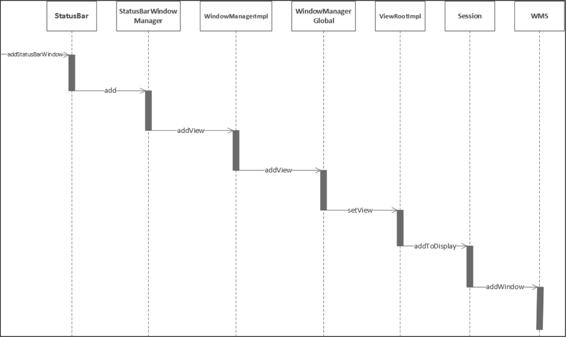 StatusBar
StatusBarWindow
Manager
WindowManagerImpl
WindowManager
Global
ViewRootImpl
Session
WMS
addStatusBarWindow
add
addView
addView
setView
addToDisplay
addWindow